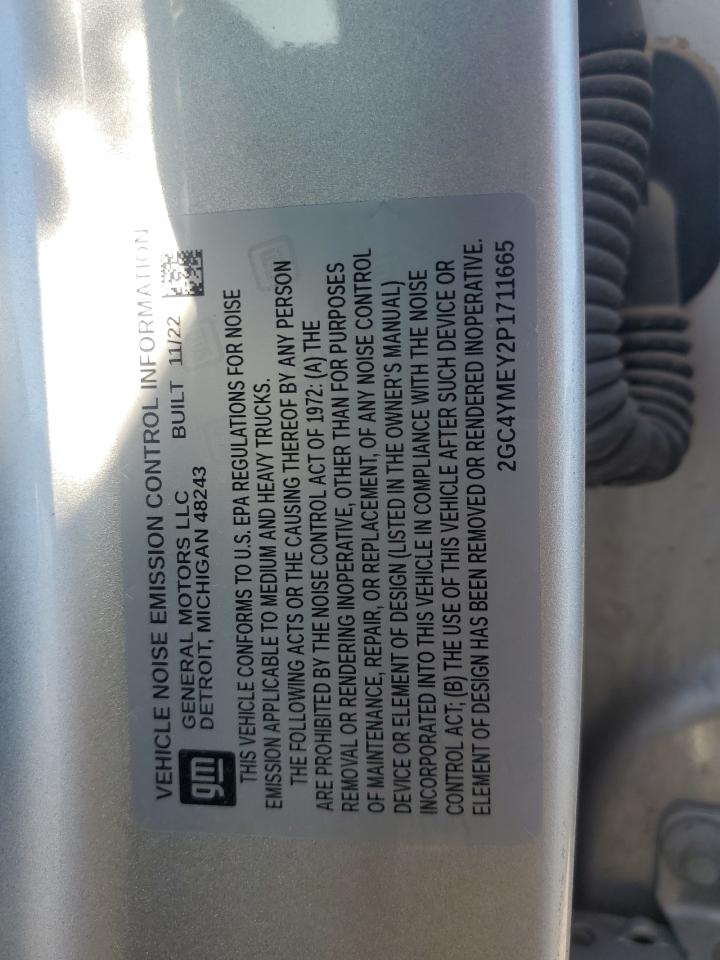 VEHICLE NOISE EMISSION CONTROL INFORMATION
gm
GENERAL MOTORS LLC
DETROIT, MICHIGAN 48243
BUILT 11/22
THIS VEHICLE CONFORMS TO U.S. EPA REGULATIONS FOR NOISE
EMISSION APPLICABLE TO MEDIUM AND HEAVY TRUCKS.
THE FOLLOWING ACTS OR THE CAUSING THEREOF BY ANY PERSON
ARE PROHIBITED BY THE NOISE CONTROL ACT OF 1972: (A) THE
REMOVAL OR RENDERING INOPERATIVE, OTHER THAN FOR PURPOSES
OF MAINTENANCE, REPAIR, OR REPLACEMENT, OF ANY NOISE CONTROL
DEVICE OR ELEMENT OF DESIGN (LISTED IN THE OWNER'S MANUAL)
INCORPORATED INTO THIS VEHICLE IN COMPLIANCE WITH THE NOISE
CONTROL ACT; (B) THE USE OF THIS VEHICLE AFTER SUCH DEVICE OR
ELEMENT OF DESIGN HAS BEEN REMOVED OR RENDERED INOPERATIVE.
2GC4YMEY2P1711665